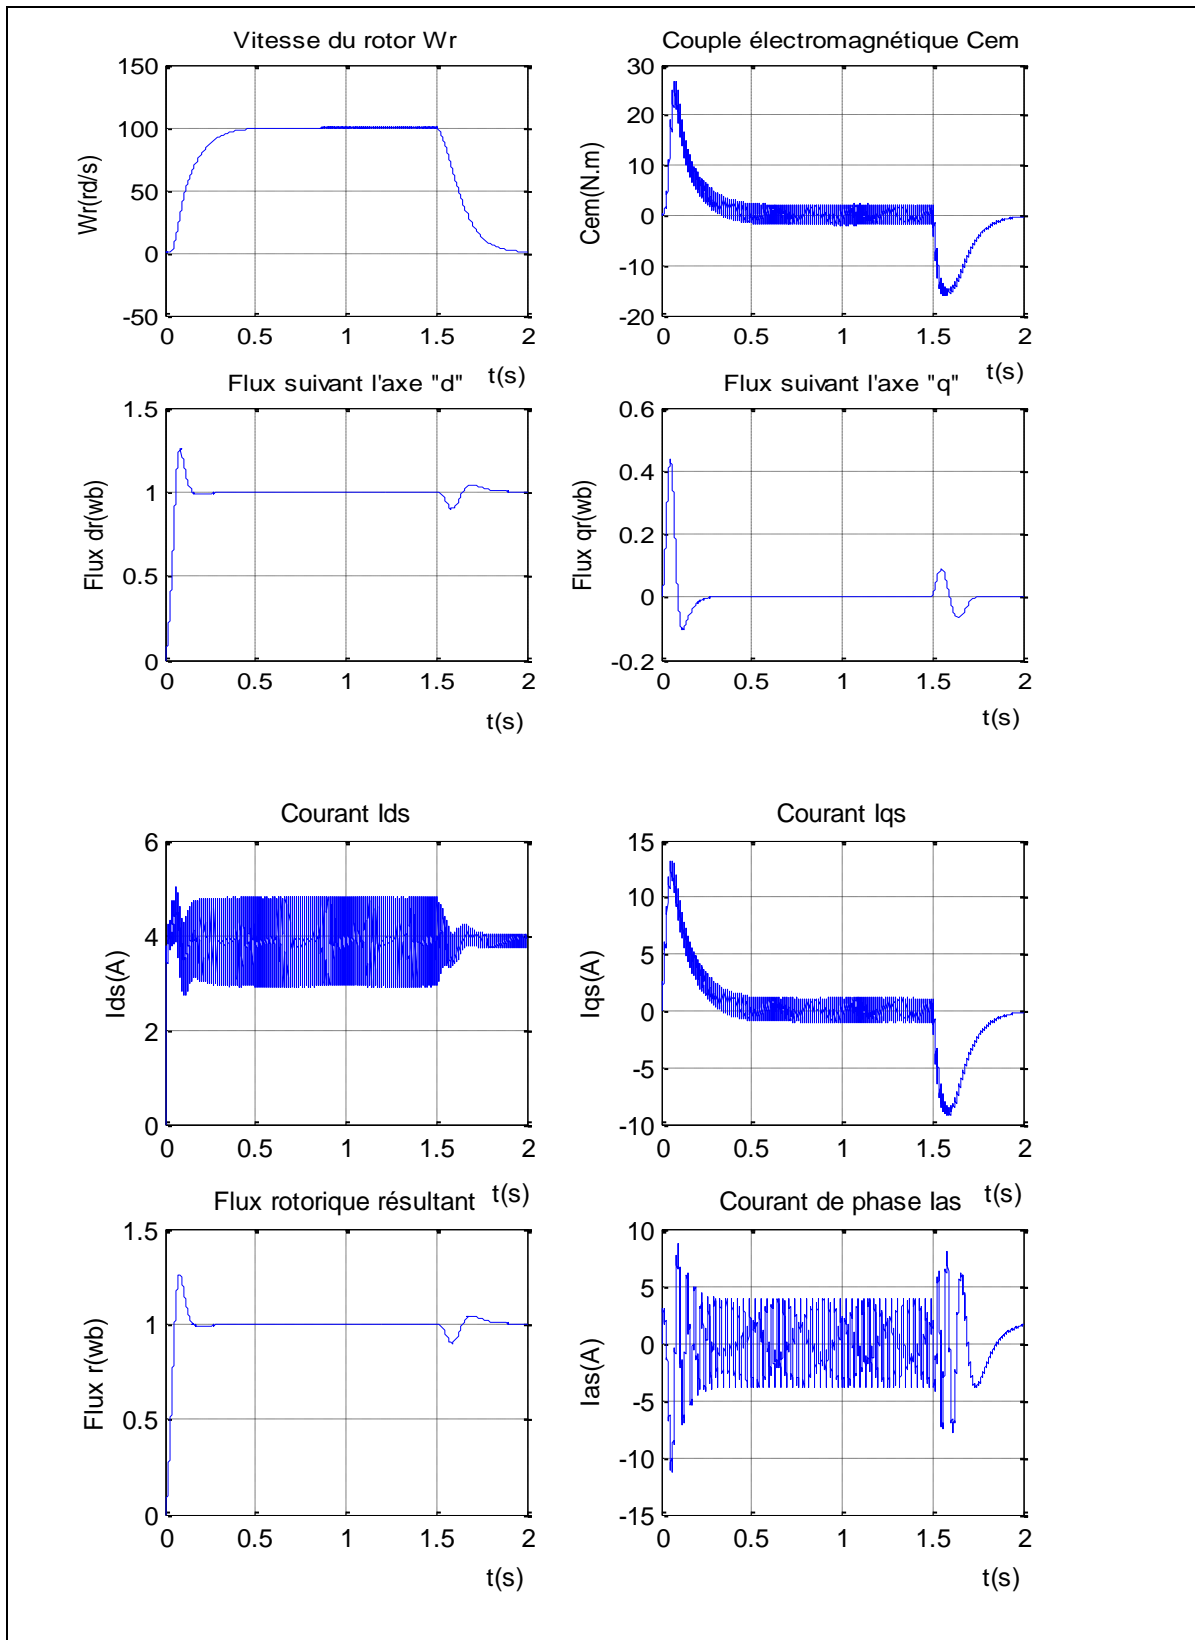 Vitesse du rotor Wr
150
100
50
0
-50
Wr(rd/s)
0 0.5 1 1.5 2
t(s)
Couple électromagnétique Cem
30
20
10
0
-10
-20
Cem(N.m)
0 0.5 1 1.5 2
t(s)
Flux suivant l'axe "d"
1.5
1
0.5
0
Flux dr(wb)
0 0.5 1 1.5 2
t(s)
Flux suivant l'axe "q"
0.6
0.4
0.2
0
-0.2
Flux qr(wb)
0 0.5 1 1.5 2
t(s)
Courant Ids
6
4
2
0
Ids(A)
0 0.5 1 1.5 2
t(s)
Courant Iqs
15
10
5
0
-5
-10
Iqs(A)
0 0.5 1 1.5 2
t(s)
Flux rotorique résultant
1.5
1
0.5
0
Flux r(wb)
0 0.5 1 1.5 2
t(s)
Courant de phase Ias
10
5
0
-5
-10
-15
Ias(A)
0 0.5 1 1.5 2
t(s)